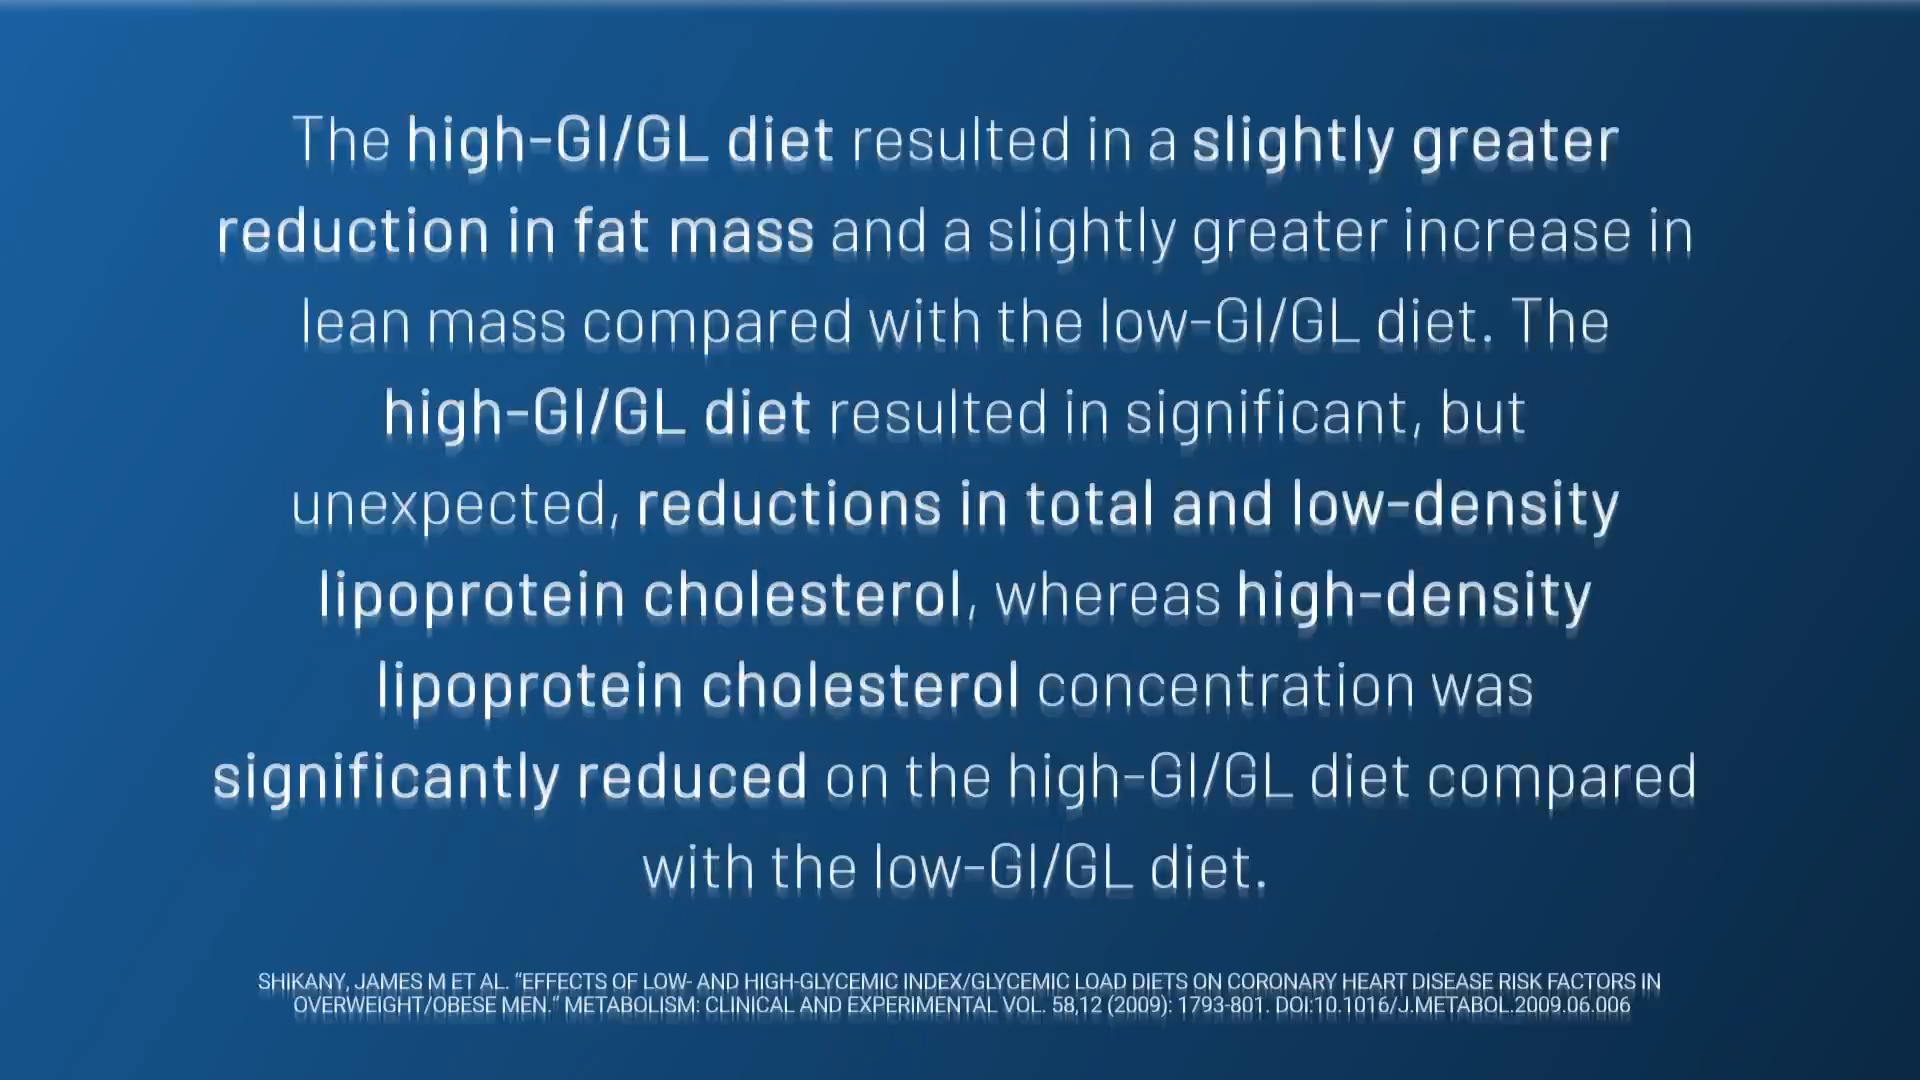 The high-GI/GL diet resulted in a slightly greater
reduction in fat mass and a slightly greater increase in
lean mass compared with the low-GI/GL diet. The
high-GI/GL diet resulted in significant, but
unexpected, reductions in total and low-density
lipoprotein cholesterol, whereas high-density
lipoprotein cholesterol concentration was
significantly reduced on the high-GI/GL diet compared
with the low-GI/GL diet.
SHIKANY, JAMES M ET AL. “EFFECTS OF LOW- AND HIGH-GLYCEMIC INDEX/GLYCEMIC LOAD DIETS ON CORONARY HEART DISEASE RISK FACTORS IN
OVERWEIGHT/OBESE MEN.” METABOLISM: CLINICAL AND EXPERIMENTAL VOL. 58,12 (2009): 1793-801. DOI:10.1016/J.METABOL.2009.06.006